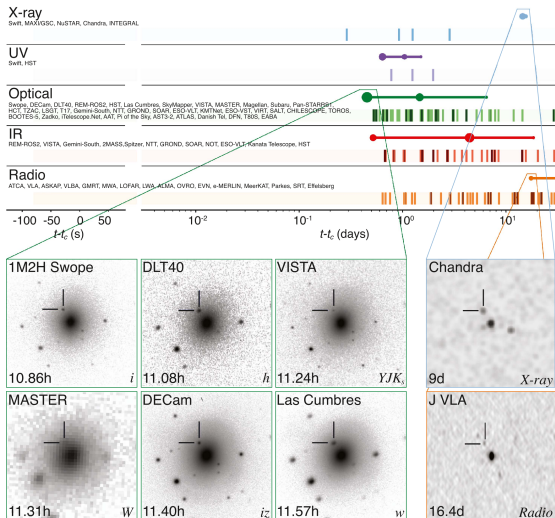 X-ray
Swift, MAXI/GSC, NuSTAR, Chandra, INTEGRAL
UV
Swift, HST
Optical
Swope, DECam, DLT40, REM-ROS2, HST, Las Cumbres, SkyMapper, VISTA, MASTER, Magellan, Subaru, Pan-STARRS1,
HCT, TZAC, LSGT, T17, Gemini-South, NTT, GROND, SOAR, ESO-VLT, KMTNet, ESO-VST, VIRT, SALT, CHILESCOPE, TOROS,
BOOTES-5, Zadko, iTelescope.Net, AAT, Pi of the Sky, AST3-2, ATLAS, Danish Tel, DFN, T80S, EABA
IR
REM-ROS2, VISTA, Gemini-South, 2MASS,Spitzer, NTT, GROND, SOAR, NOT, ESO-VLT, Kanata Telescope, HST
Radio
ATCA, VLA, ASKAP, VLBA, GMRT, MWA, LOFAR, LWA, ALMA, OVRO, EVN, e-MERLIN, MeerKAT, Parkes, SRT, Effelsberg
-100 -50 0 50 10⁻² 10⁻¹ 10⁰ 10¹
t-t꜀ (s) t-t꜀ (days)
1M2H Swope DLT40 VISTA Chandra
10.86h i 11.08h h 11.24h YJKₛ 9d X-ray
MASTER DECam Las Cumbres J VLA
11.31h W 11.40h iz 11.57h w 16.4d Radio